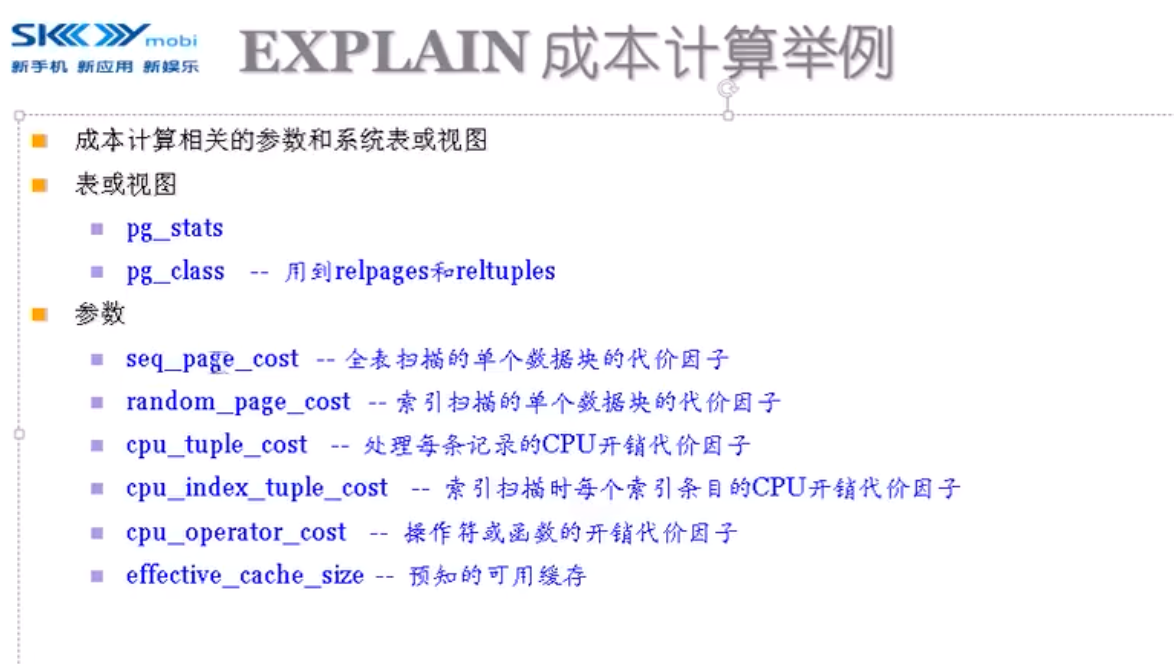 SKYmobi
新手机 新应用 新娱乐
EXPLAIN 成本计算举例
成本计算相关的参数和系统表或视图
表或视图
pg_stats
pg_class -- 用到relpages和reltuples
参数
seq_page_cost -- 全表扫描的单个数据块的代价因子
random_page_cost -- 索引扫描的单个数据块的代价因子
cpu_tuple_cost -- 处理每条记录的CPU开销代价因子
cpu_index_tuple_cost -- 索引扫描时每个索引条目的CPU开销代价因子
cpu_operator_cost -- 操作符或函数的开销代价因子
effective_cache_size -- 预知的可用缓存